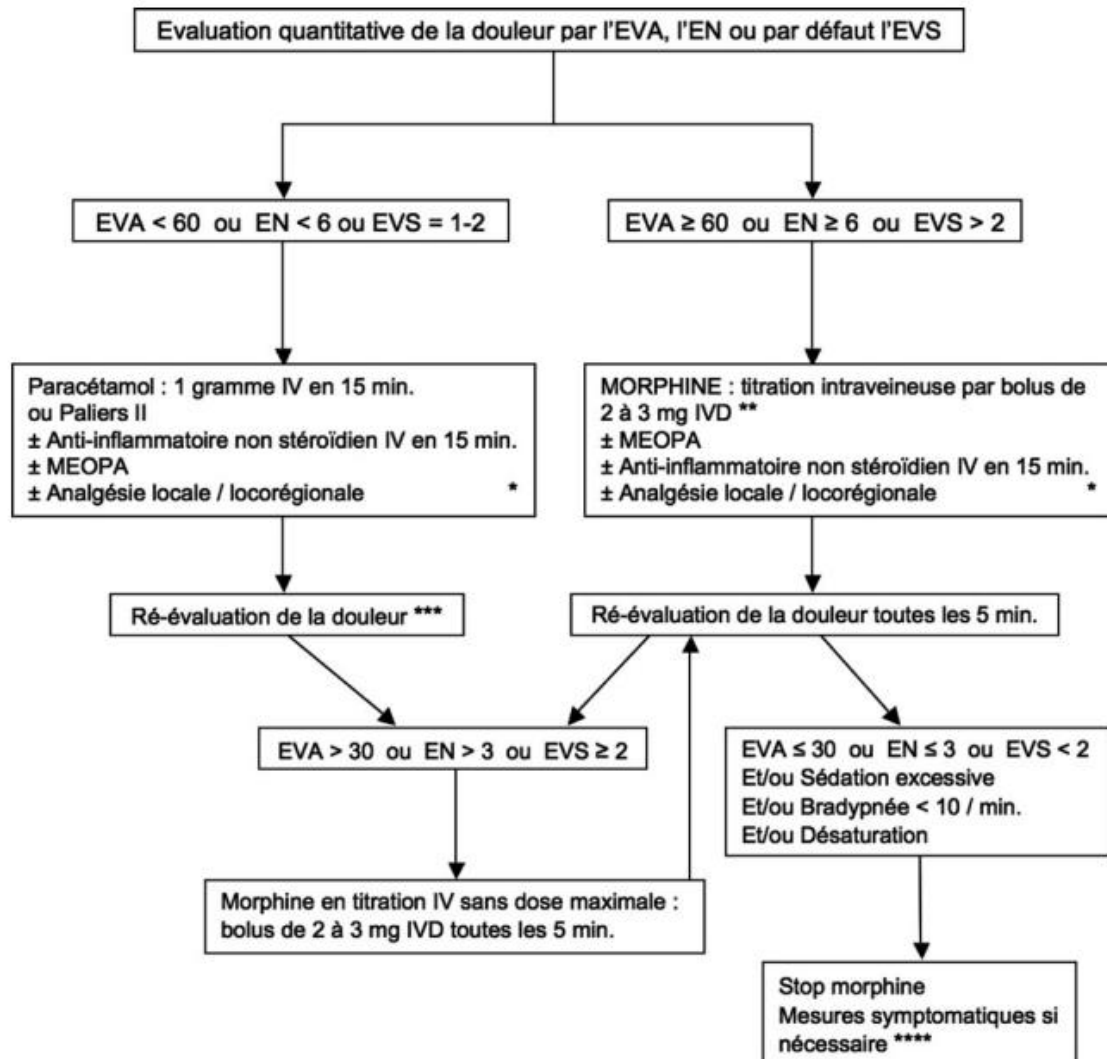 Evaluation quantitative de la douleur par l'EVA, l'EN ou par défaut l'EVS
EVA < 60 ou EN < 6 ou EVS = 1-2
EVA ≥ 60 ou EN ≥ 6 ou EVS > 2
Paracétamol : 1 gramme IV en 15 min.
ou Paliers II
± Anti-inflammatoire non stéroïdien IV en 15 min.
± MEOPA
± Analgésie locale / locorégionale *
MORPHINE : titration intraveineuse par bolus de
2 à 3 mg IVD **
± MEOPA
± Anti-inflammatoire non stéroïdien IV en 15 min.
± Analgésie locale / locorégionale *
Ré-évaluation de la douleur ***
Ré-évaluation de la douleur toutes les 5 min.
EVA > 30 ou EN > 3 ou EVS ≥ 2
EVA ≤ 30 ou EN ≤ 3 ou EVS < 2
Et/ou Sédation excessive
Et/ou Bradypnée < 10 / min.
Et/ou Désaturation
Morphine en titration IV sans dose maximale :
bolus de 2 à 3 mg IVD toutes les 5 min.
Stop morphine
Mesures symptomatiques si
nécessaire ****